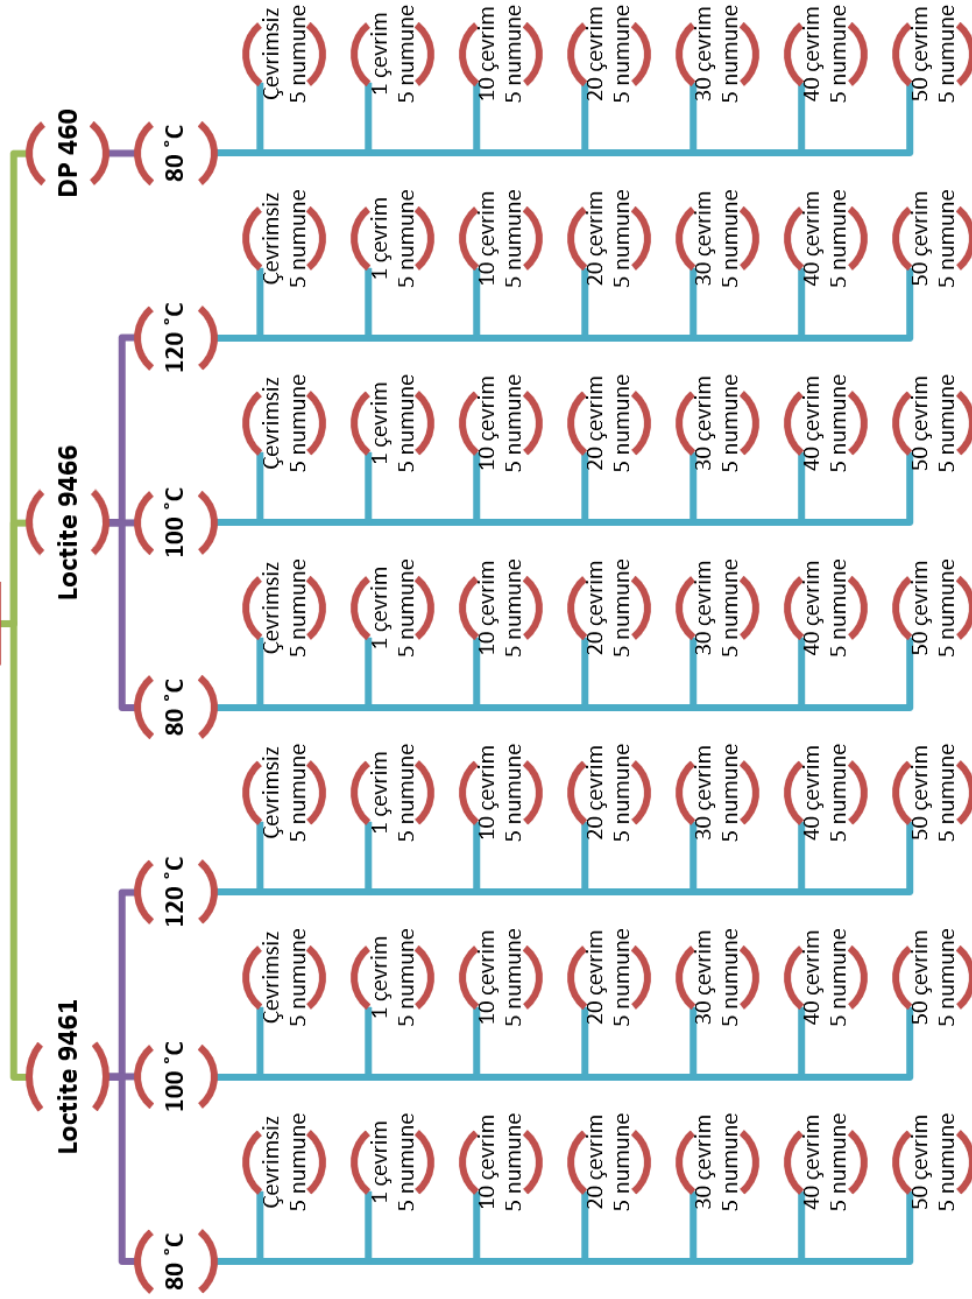 Loctite 9461
Loctite 9466
DP 460
80 ˚C
100 ˚C
120 ˚C
80 ˚C
100 ˚C
120 ˚C
80 ˚C
Çevrimsiz
5 numune
Çevrimsiz
5 numune
Çevrimsiz
5 numune
Çevrimsiz
5 numune
Çevrimsiz
5 numune
Çevrimsiz
5 numune
Çevrimsiz
5 numune
1 çevrim
5 numune
1 çevrim
5 numune
1 çevrim
5 numune
1 çevrim
5 numune
1 çevrim
5 numune
1 çevrim
5 numune
1 çevrim
5 numune
10 çevrim
5 numune
10 çevrim
5 numune
10 çevrim
5 numune
10 çevrim
5 numune
10 çevrim
5 numune
10 çevrim
5 numune
10 çevrim
5 numune
20 çevrim
5 numune
20 çevrim
5 numune
20 çevrim
5 numune
20 çevrim
5 numune
20 çevrim
5 numune
20 çevrim
5 numune
20 çevrim
5 numune
30 çevrim
5 numune
30 çevrim
5 numune
30 çevrim
5 numune
30 çevrim
5 numune
30 çevrim
5 numune
30 çevrim
5 numune
30 çevrim
5 numune
40 çevrim
5 numune
40 çevrim
5 numune
40 çevrim
5 numune
40 çevrim
5 numune
40 çevrim
5 numune
40 çevrim
5 numune
40 çevrim
5 numune
50 çevrim
5 numune
50 çevrim
5 numune
50 çevrim
5 numune
50 çevrim
5 numune
50 çevrim
5 numune
50 çevrim
5 numune
50 çevrim
5 numune